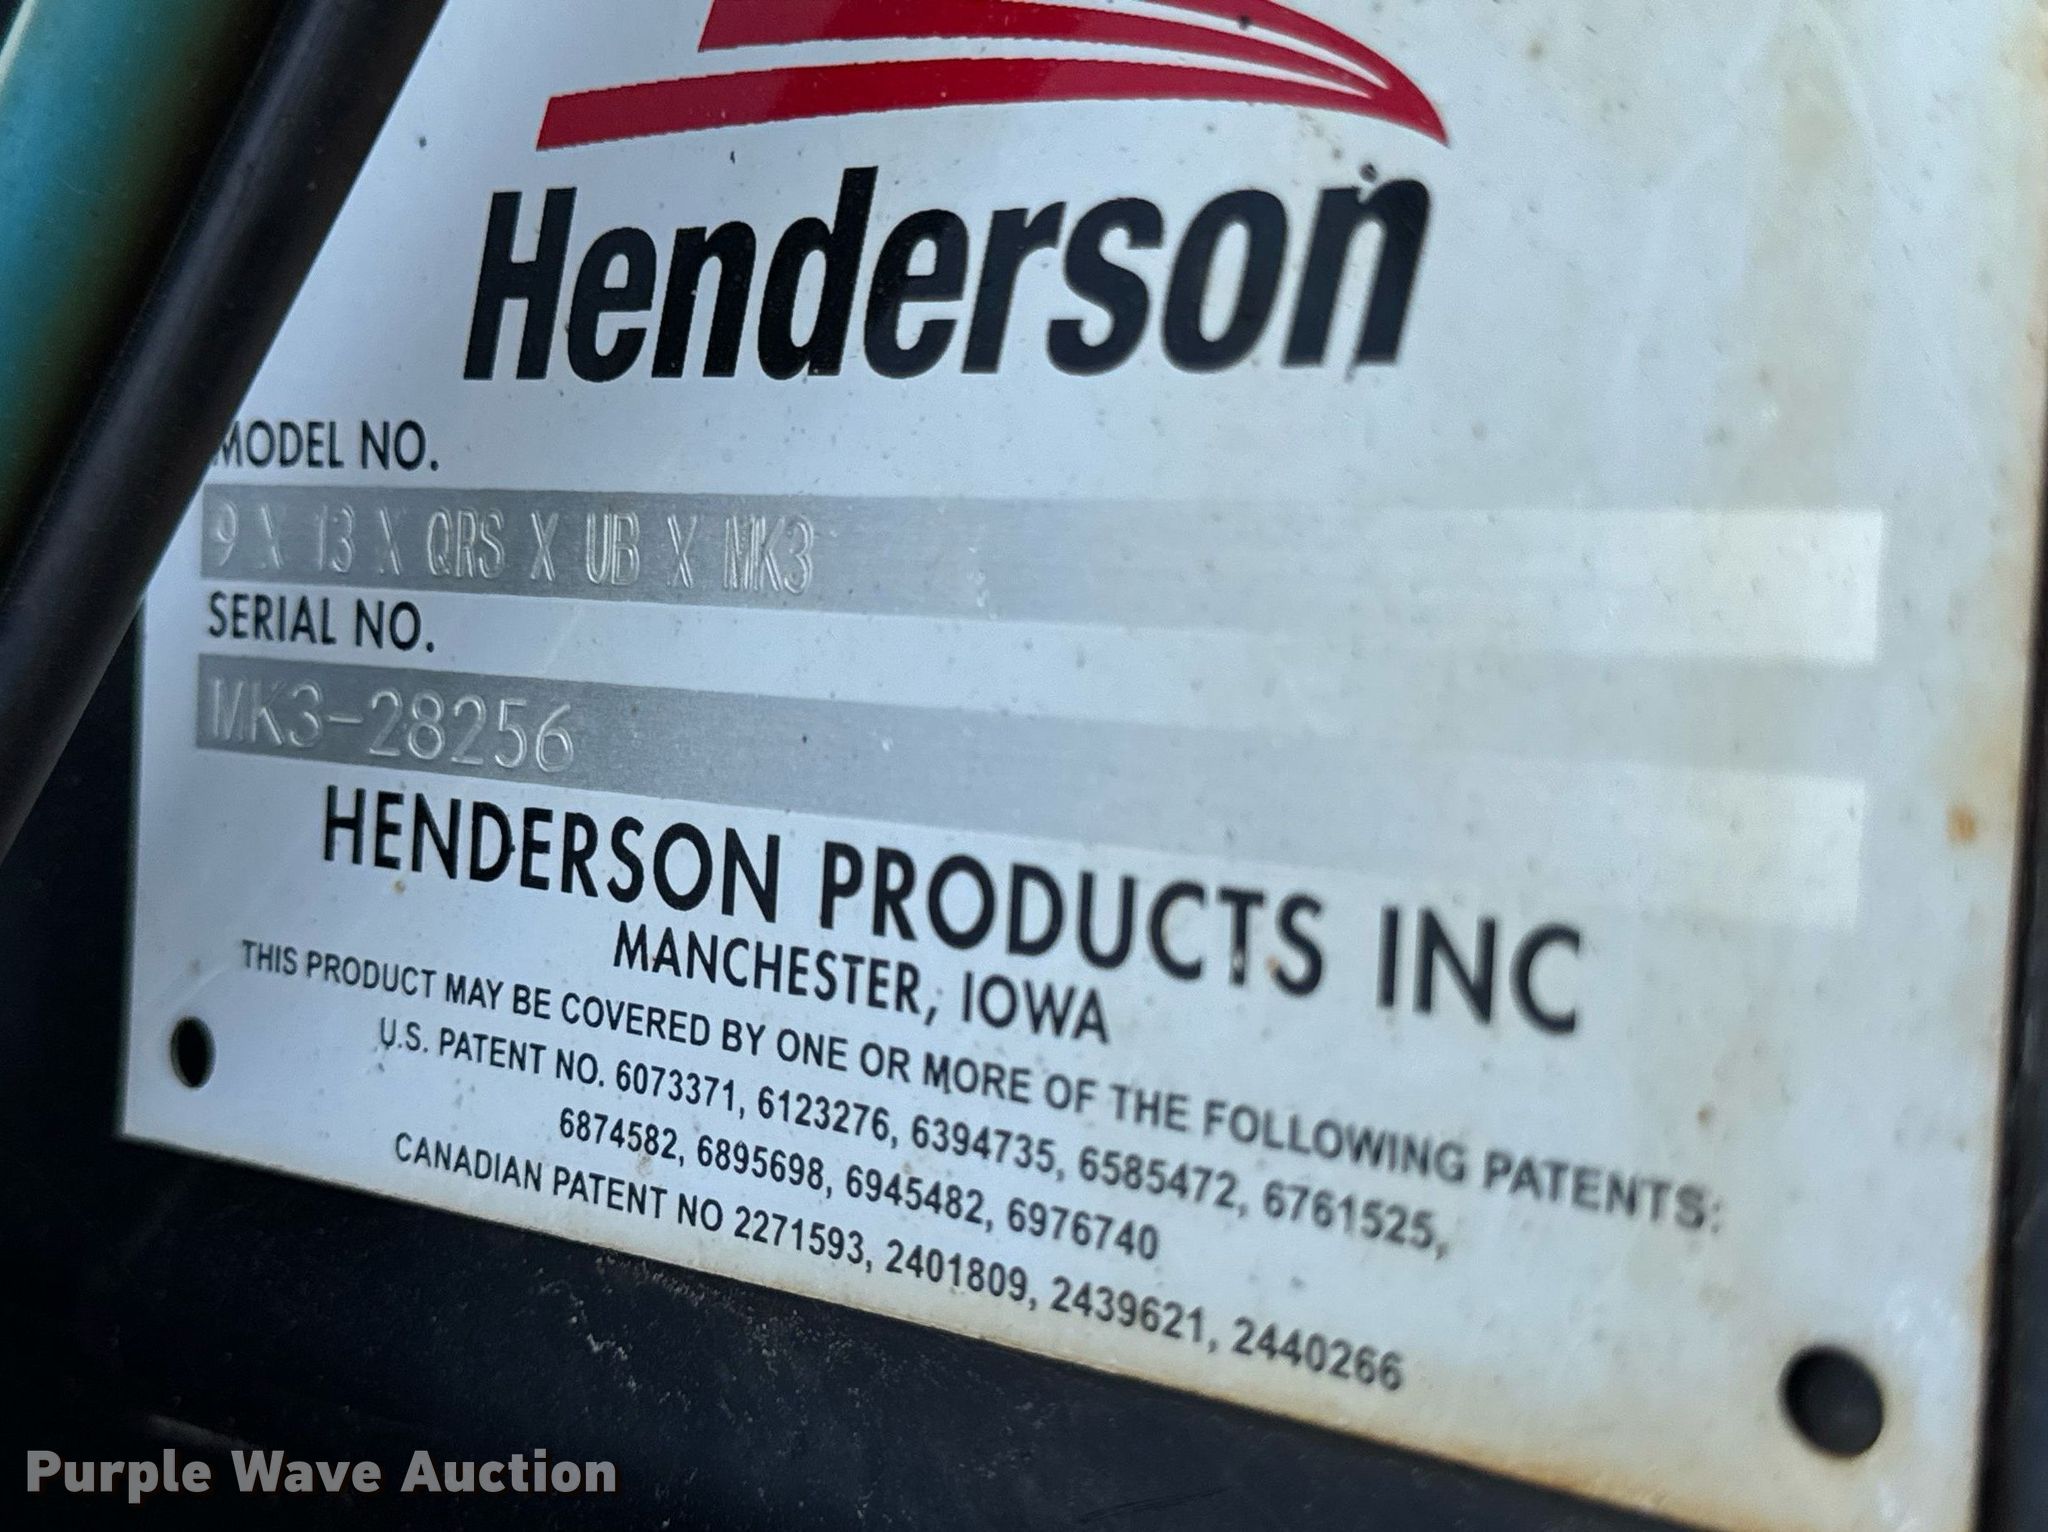 Henderson
MODEL NO.
9 X 13 X QRS X UB X MK3
SERIAL NO.
MK3-28256
HENDERSON PRODUCTS INC
MANCHESTER, IOWA
THIS PRODUCT MAY BE COVERED BY ONE OR MORE OF THE FOLLOWING PATENTS:
U.S. PATENT NO. 6073371, 6123276, 6394735, 6585472, 6761525,
6874582, 6895698, 6945482, 6976740
CANADIAN PATENT NO 2271593, 2401809, 2439621, 2440266
Purple Wave Auction